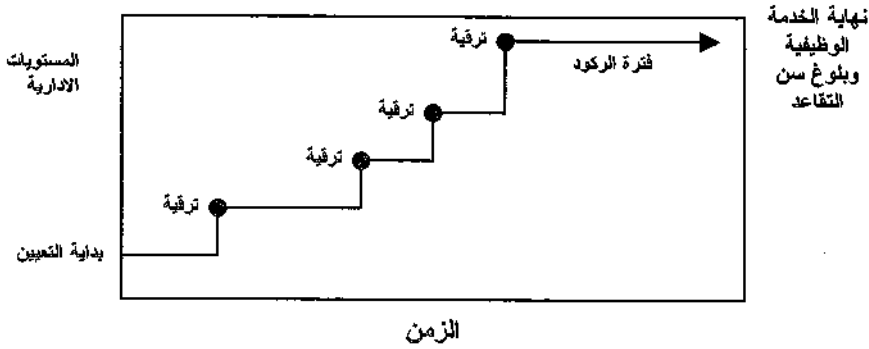 نهاية الخدمة
الوظيفية
وبلوغ سن
التقاعد
ترقية
فترة الركود
المستويات
الادارية
ترقية
ترقية
ترقية
بداية التعيين
الزمن